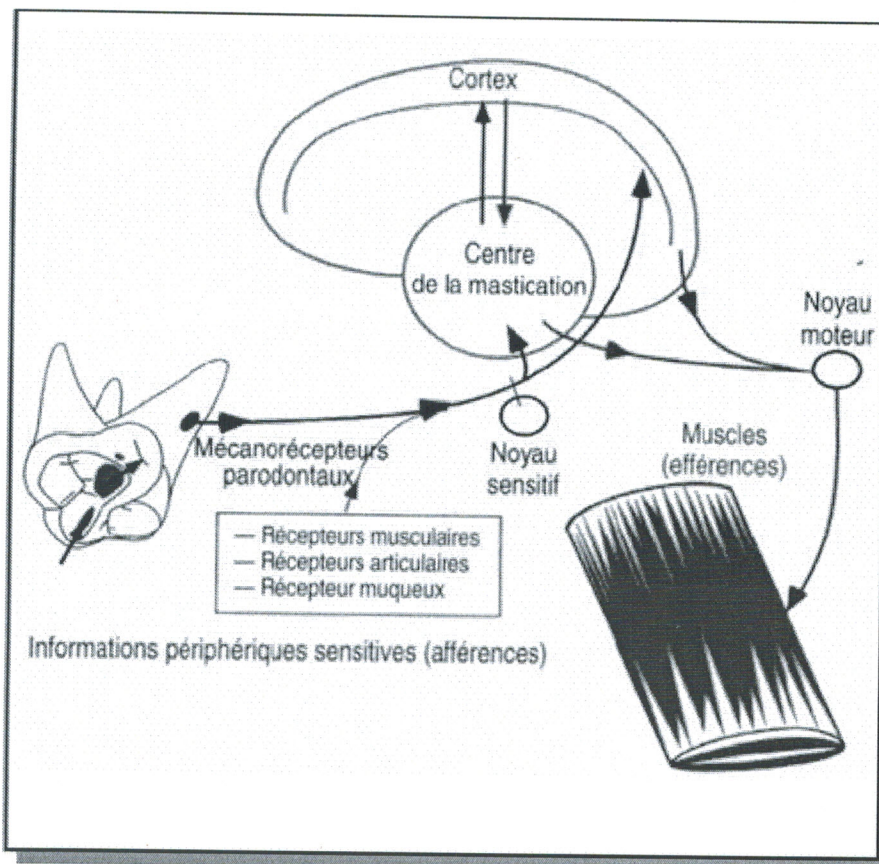 Cortex
Centre
de la mastication
Noyau
moteur
Mécanorécepteurs
parodontaux
Noyau
sensitif
Muscles
(efférences)
— Récepteurs musculaires
— Récepteurs articulaires
— Récepteur muqueux
Informations périphériques sensitives (afférences)